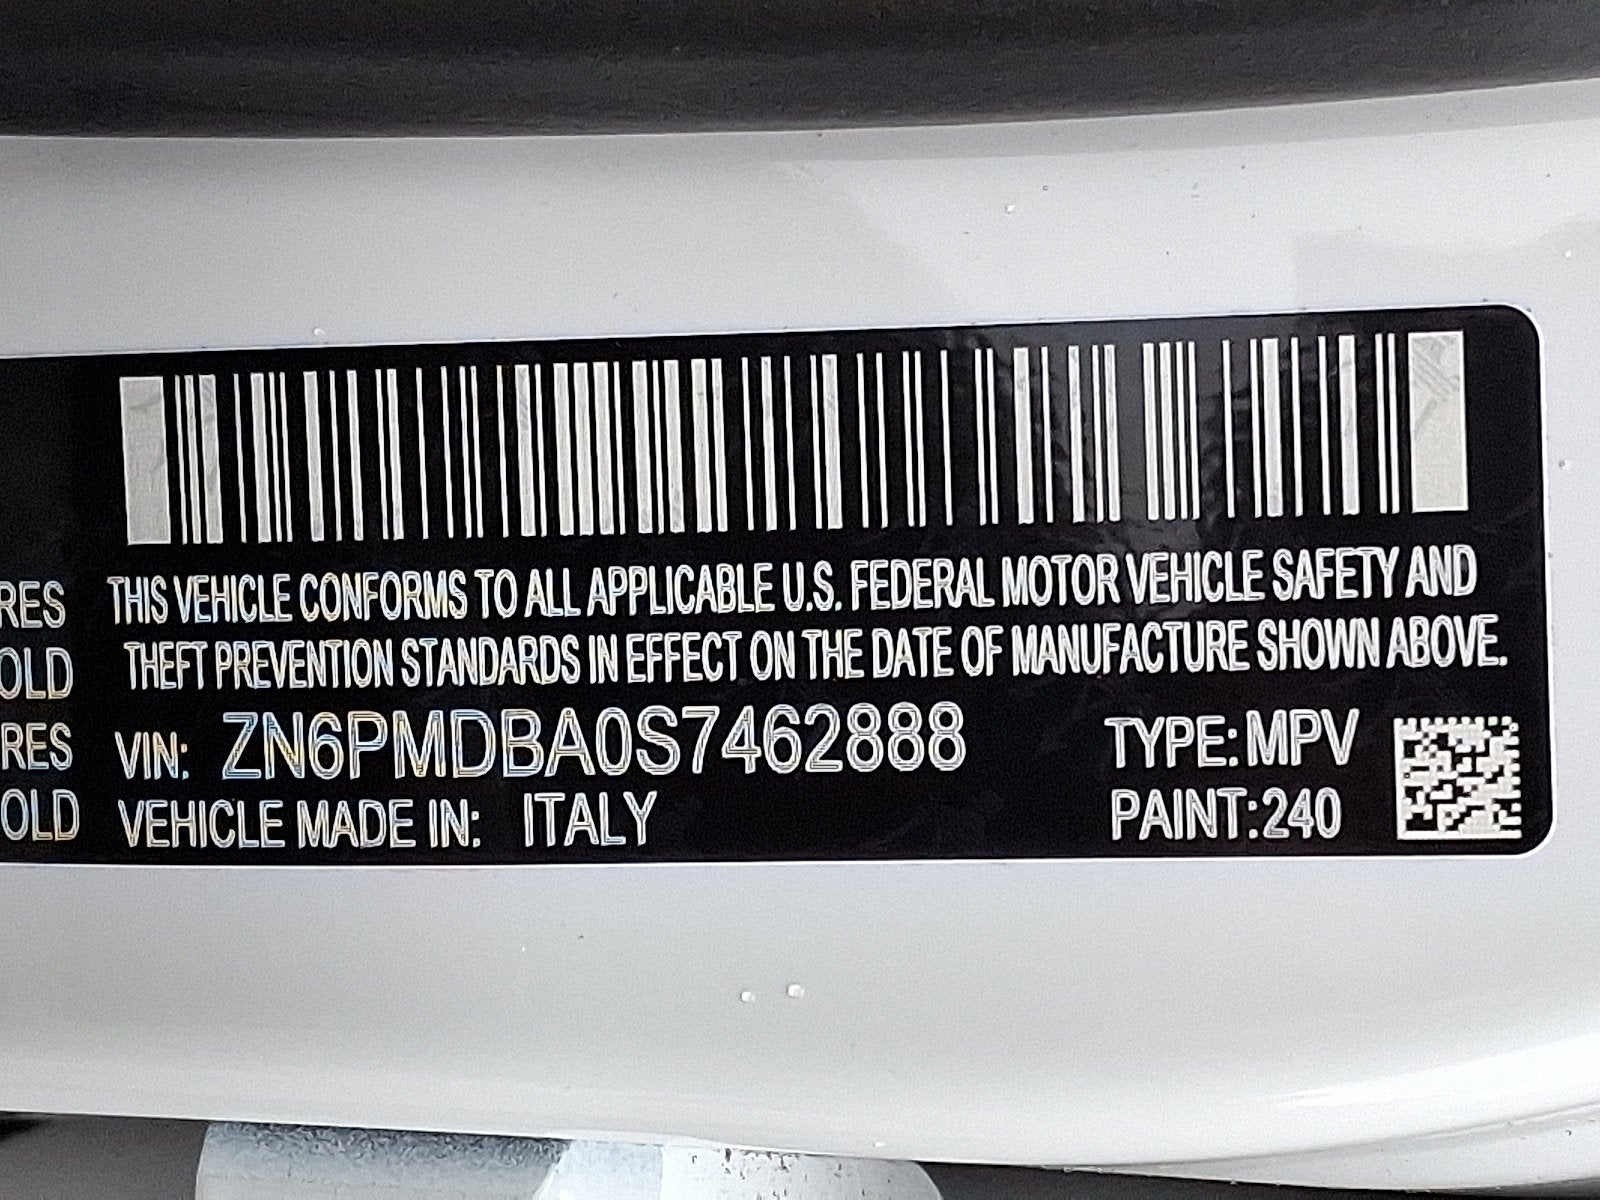 RES THIS VEHICLE CONFORMS TO ALL APPLICABLE U.S. FEDERAL MOTOR VEHICLE SAFETY AND
OLD THEFT PREVENTION STANDARDS IN EFFECT ON THE DATE OF MANUFACTURE SHOWN ABOVE.
RES VIN: ZN6PMDBA0S7462888 TYPE: MPV
OLD VEHICLE MADE IN: ITALY PAINT: 240